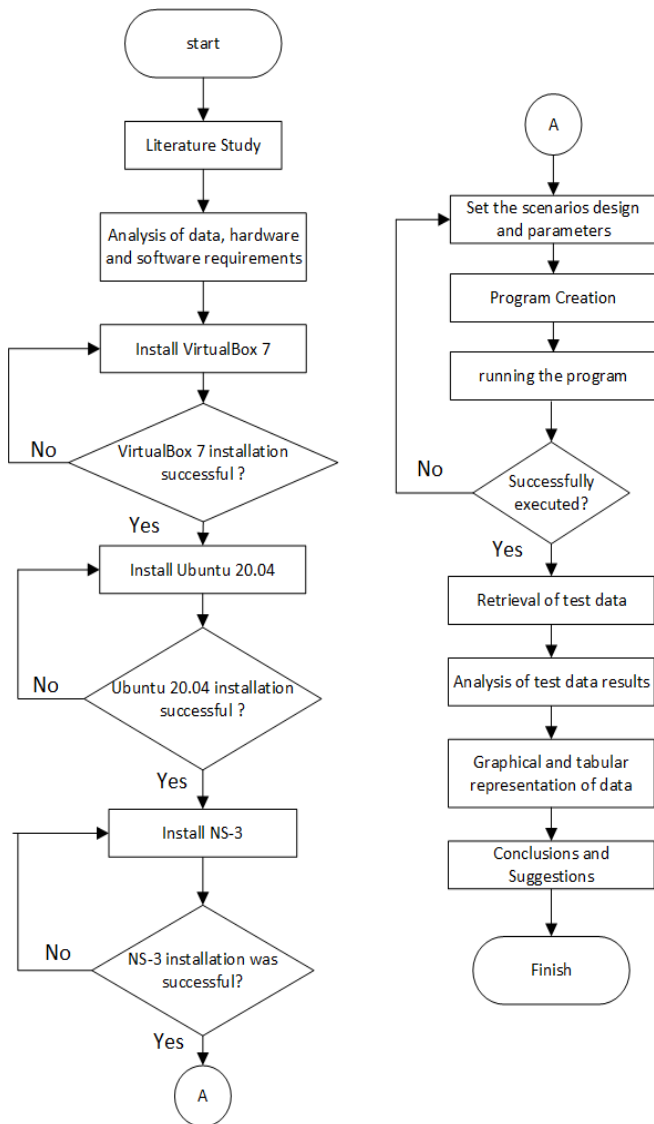 start
Literature Study
Analysis of data, hardware
and software requirements
Install VirtualBox 7
No
VirtualBox 7 installation
successful ?
Yes
Install Ubuntu 20.04
No
Ubuntu 20.04 installation
successful ?
Yes
Install NS-3
No
NS-3 installation was
successful?
Yes
A
A
Set the scenarios design
and parameters
Program Creation
running the program
No
Successfully
executed?
Yes
Retrieval of test data
Analysis of test data results
Graphical and tabular
representation of data
Conclusions and
Suggestions
Finish